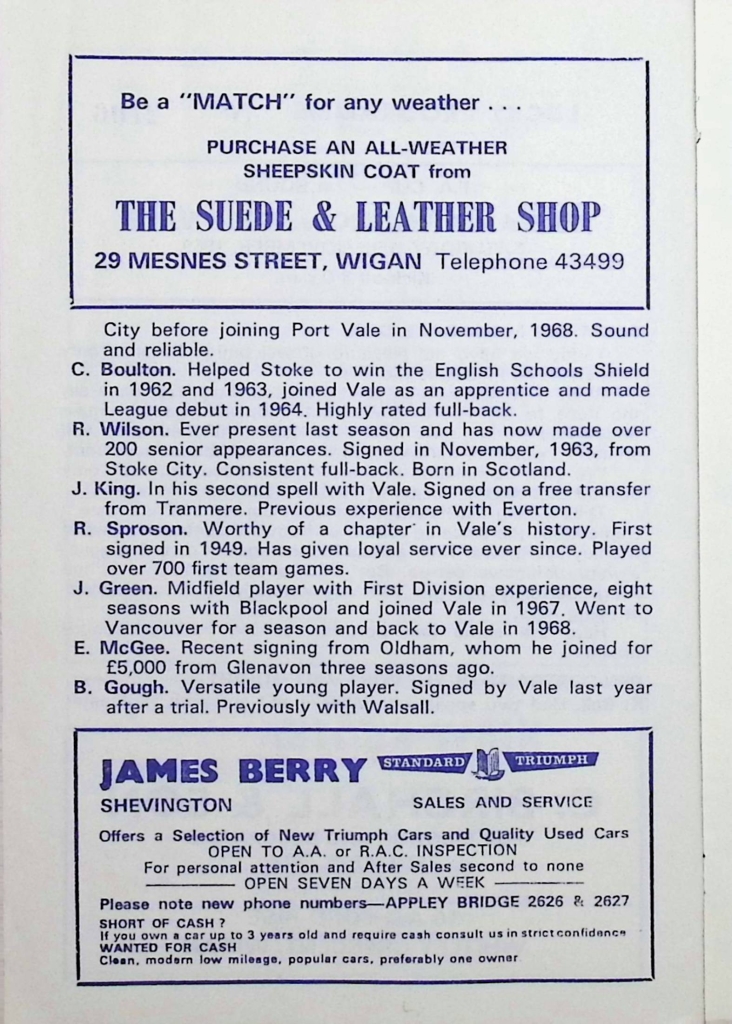 Be a "MATCH" for any weather . . .
PURCHASE AN ALL-WEATHER
SHEEPSKIN COAT from
THE SUEDE & LEATHER SHOP
29 MESNES STREET, WIGAN Telephone 43499
City before joining Port Vale in November, 1968. Sound
and reliable.
C. Boulton. Helped Stoke to win the English Schools Shield
in 1962 and 1963, joined Vale as an apprentice and made
League debut in 1964. Highly rated full-back.
R. Wilson. Ever present last season and has now made over
200 senior appearances. Signed in November, 1963, from
Stoke City. Consistent full-back. Born in Scotland.
J. King. In his second spell with Vale. Signed on a free transfer
from Tranmere. Previous experience with Everton.
R. Sproson. Worthy of a chapter in Vale's history. First
signed in 1949. Has given loyal service ever since. Played
over 700 first team games.
J. Green. Midfield player with First Division experience, eight
seasons with Blackpool and joined Vale in 1967. Went to
Vancouver for a season and back to Vale in 1968.
E. McGee. Recent signing from Oldham, whom he joined for
£5,000 from Glenavon three seasons ago.
B. Gough. Versatile young player. Signed by Vale last year
after a trial. Previously with Walsall.
JAMES BERRY STANDARD TRIUMPH
SHEVINGTON SALES AND SERVICE
Offers a Selection of New Triumph Cars and Quality Used Cars
OPEN TO A.A. or R.A.C. INSPECTION
For personal attention and After Sales second to none
OPEN SEVEN DAYS A WEEK
Please note new phone numbers—APPLEY BRIDGE 2626 & 2627
SHORT OF CASH ?
If you own a car up to 3 years old and require cash consult us in strict confidence
WANTED FOR CASH
Clean, modern low mileage, popular cars, preferably one owner